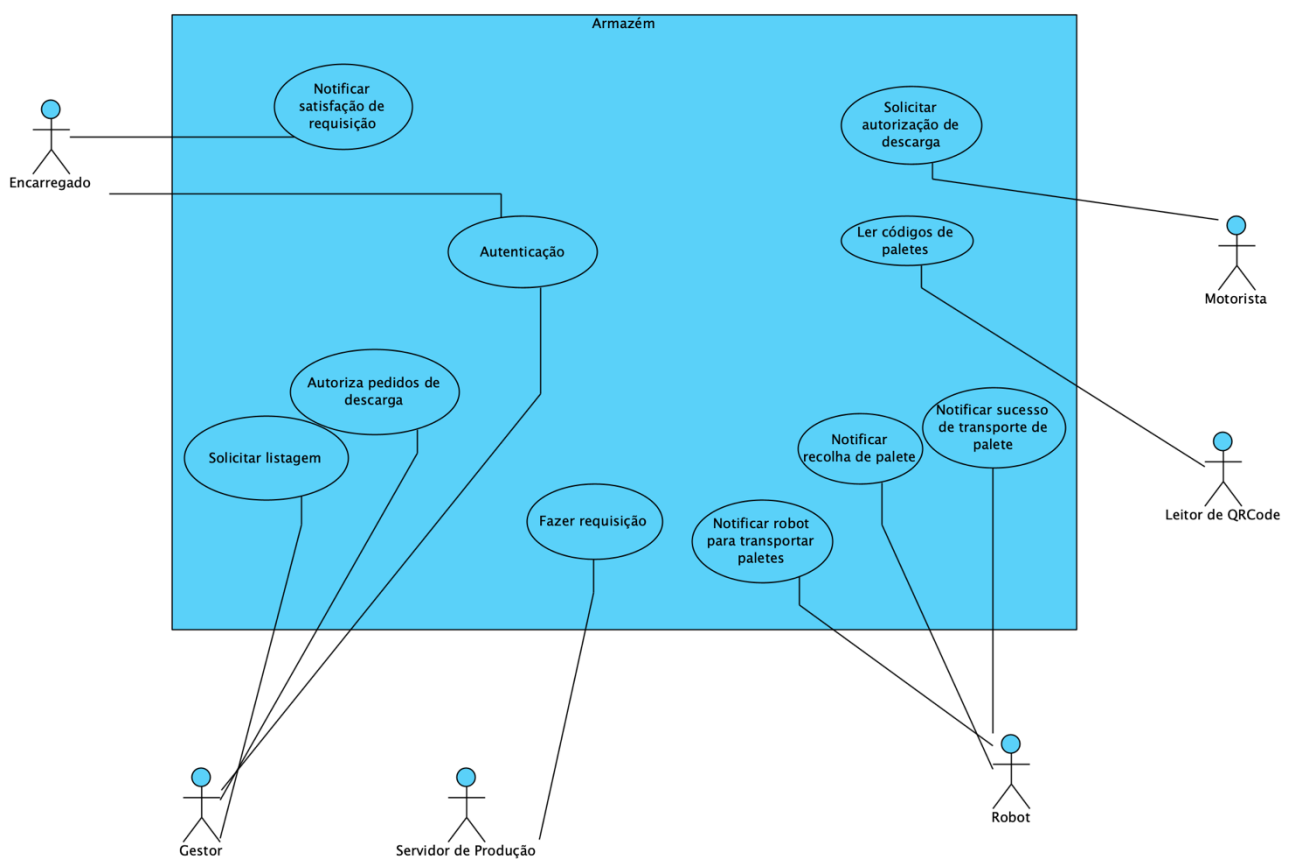 Armazém
Notificar
satisfação de
requisição
Solicitar
autorização de
descarga
Encarregado
Ler códigos de
paletes
Autenticação
Motorista
Autoriza pedidos de
descarga
Solicitar listagem
Notificar sucesso
de transporte de
palete
Notificar
recolha de palete
Leitor de QRCode
Fazer requisição
Notificar robot
para transportar
paletes
Robot
Gestor
Servidor de Produção